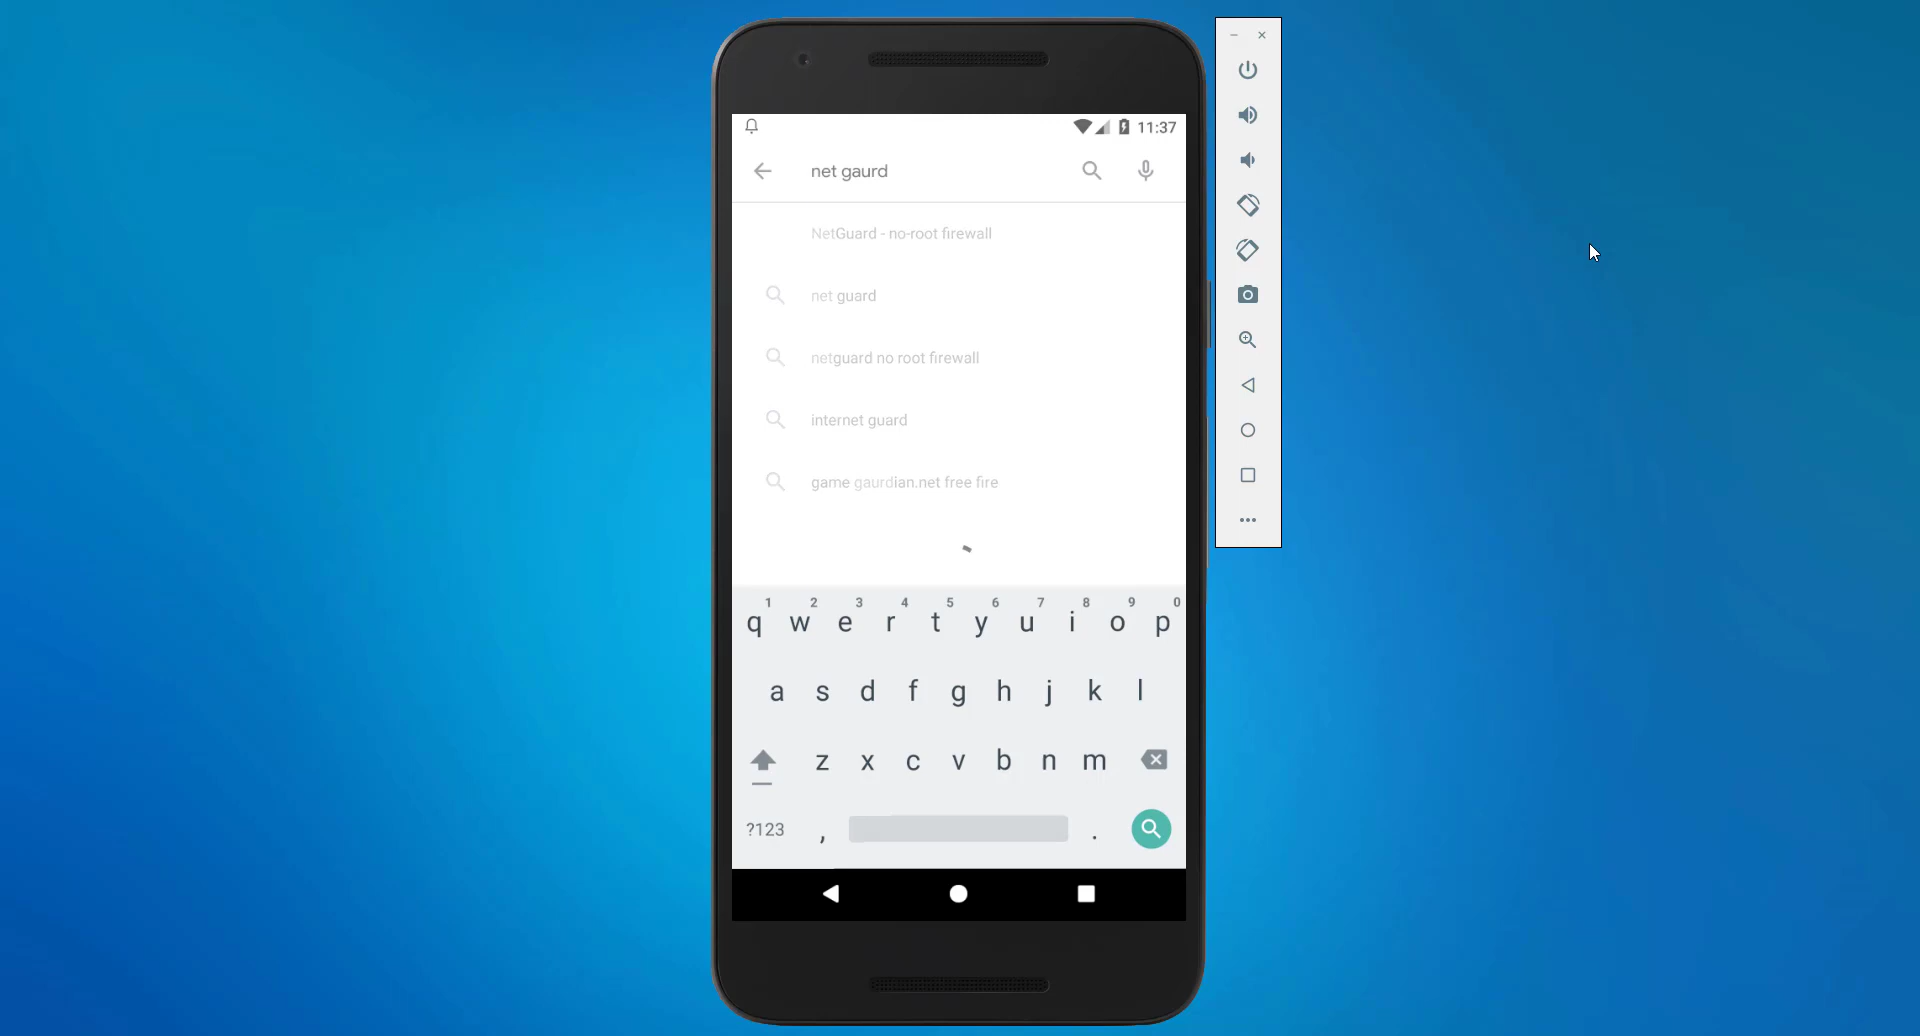 11:37
net gaurd
NetGuard - no-root firewall
net guard
netguard no root firewall
internet guard
game gaurdian.net free fire
1 2 3 4 5 6 7 8 9 0
q w e r t y u i o p
a s d f g h j k l
z x c v b n m
?123 , .